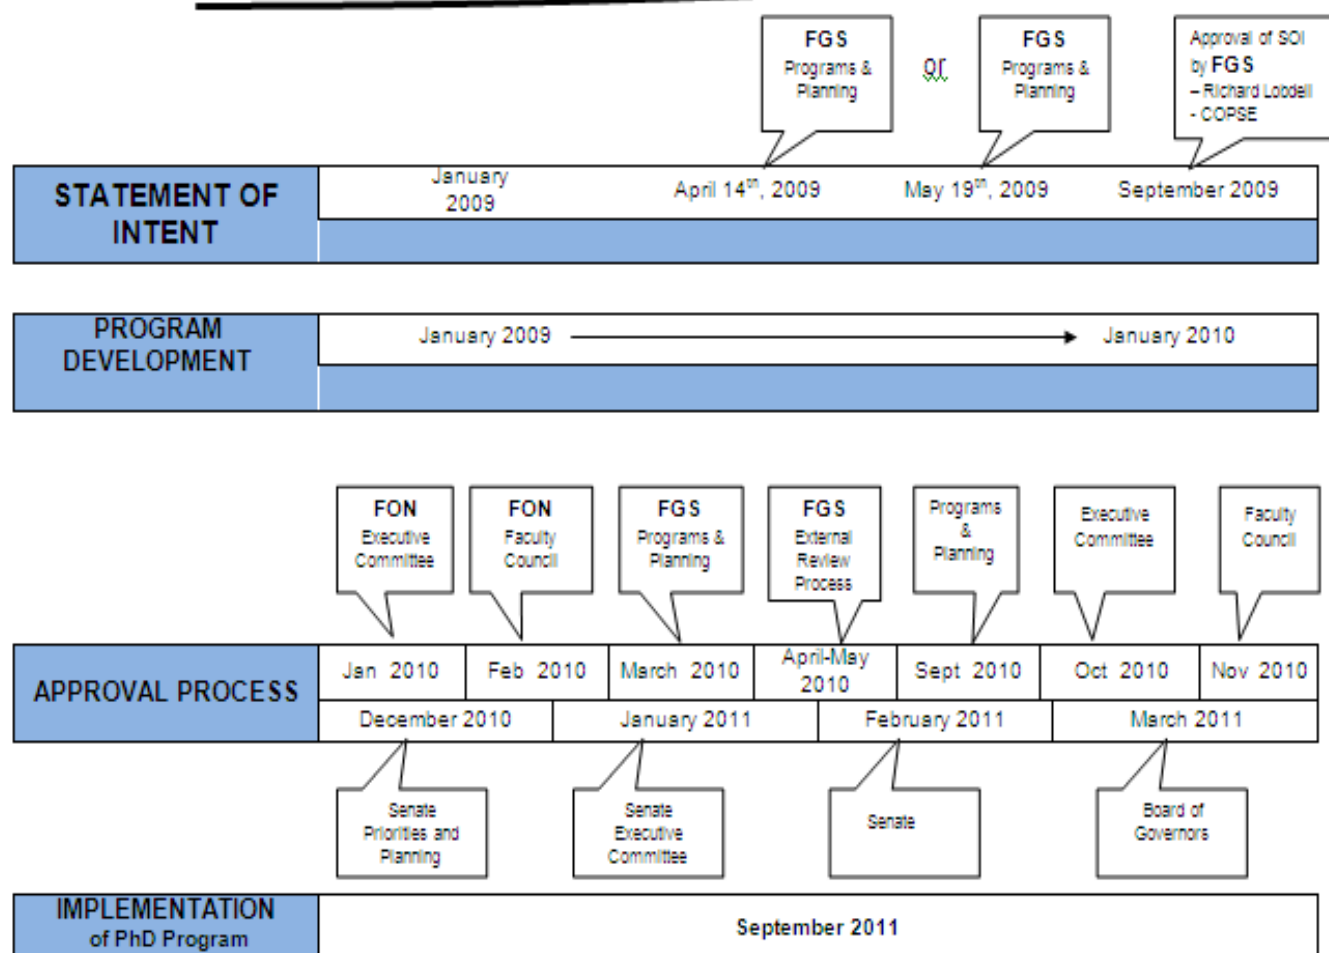 FGS
Programs &
Planning
or
FGS
Programs &
Planning
Approval of SOI
by FGS
– Richard Lobdell
- COPSE
STATEMENT OF
INTENT
January
2009
April 14th, 2009
May 19th, 2009
September 2009
PROGRAM
DEVELOPMENT
January 2009
January 2010
FON
Executive
Committee
FON
Faculty
Council
FGS
Programs &
Planning
FGS
External
Review
Process
Programs
&
Planning
Executive
Committee
Faculty
Council
APPROVAL PROCESS
Jan 2010
Feb 2010
March 2010
April-May
2010
Sept 2010
Oct 2010
Nov 2010
December 2010
January 2011
February 2011
March 2011
Senate
Priorities and
Planning
Senate
Executive
Committee
Senate
Board of
Governors
IMPLEMENTATION
of PhD Program
September 2011